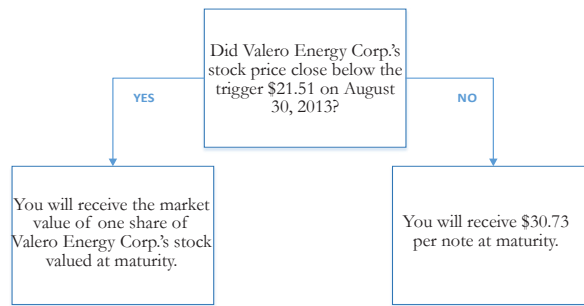 Did Valero Energy Corp.'s
stock price close below the
trigger $21.51 on August
30, 2013?
YES
NO
You will receive the market
value of one share of
Valero Energy Corp.'s stock
valued at maturity.
You will receive $30.73
per note at maturity.